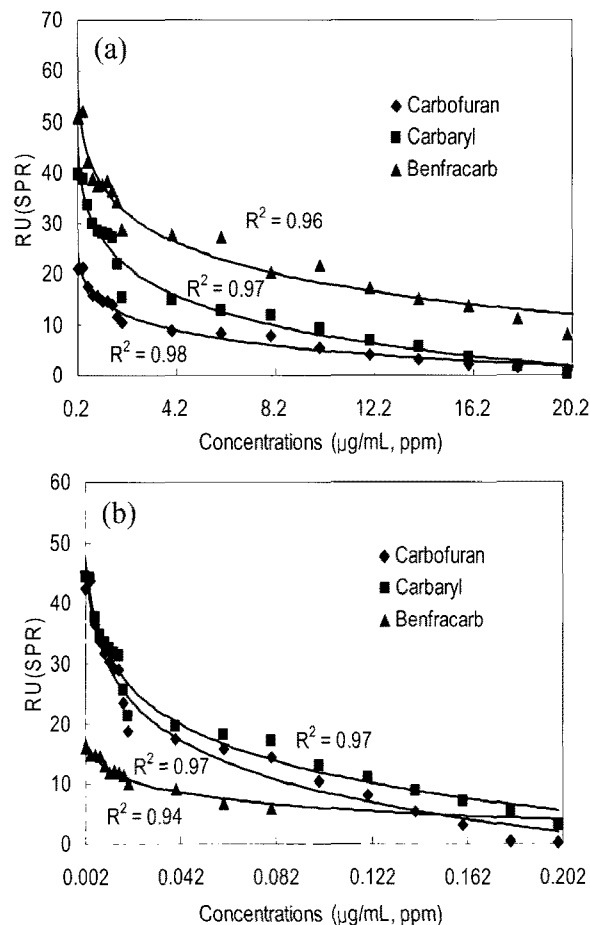 70
(a)
60
50
40
30
20
10
0
RU(SPR)
Carbofuran
Carbaryl
Benfracarb
R² = 0.96
R² = 0.97
R² = 0.98
0.2 4.2 8.2 12.2 16.2 20.2
Concentrations (µg/mL, ppm)
60
(b)
50
40
30
20
10
0
RU(SPR)
Carbofuran
Carbaryl
Benfracarb
R² = 0.97
R² = 0.97
R² = 0.94
0.002 0.042 0.082 0.122 0.162 0.202
Concentrations (µg/mL, ppm)